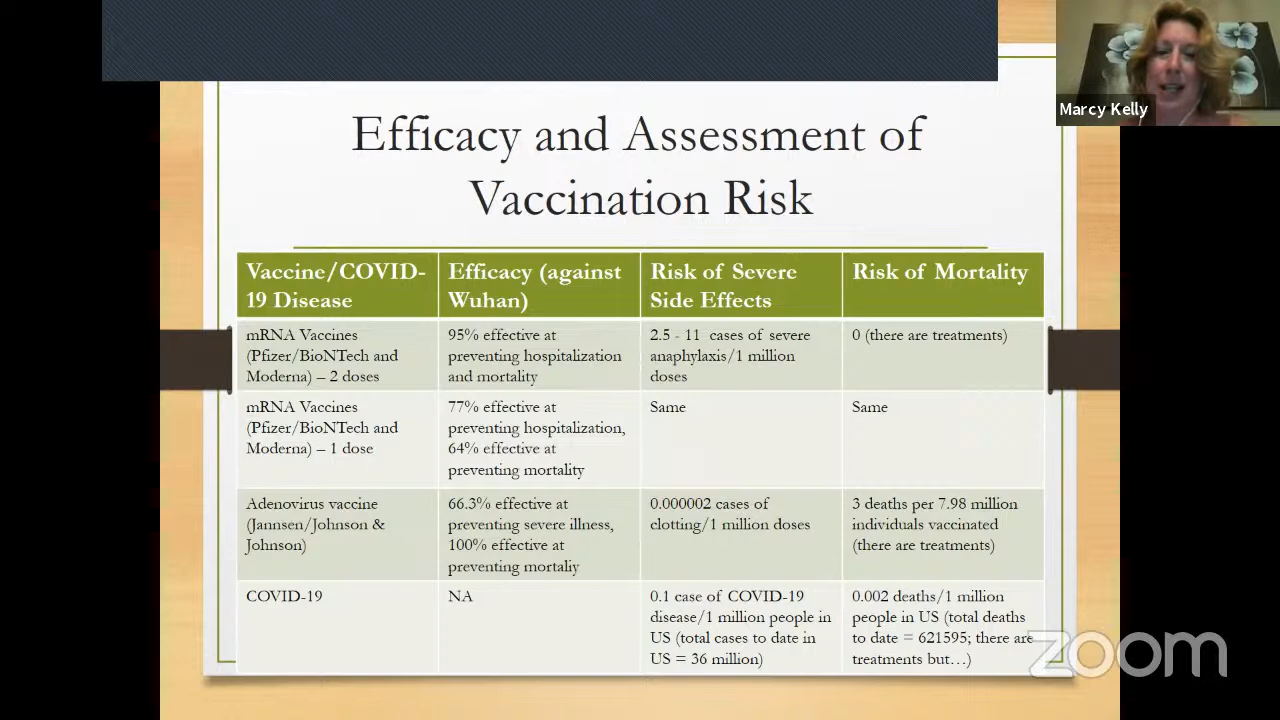 Marcy Kelly
Efficacy and Assessment of
Vaccination Risk
Vaccine/COVID-
19 Disease
Efficacy (against
Wuhan)
Risk of Severe
Side Effects
Risk of Mortality
mRNA Vaccines
(Pfizer/BioNTech and
Moderna) – 2 doses
95% effective at
preventing hospitalization
and mortality
2.5 - 11 cases of severe
anaphylaxis/1 million
doses
0 (there are treatments)
mRNA Vaccines
(Pfizer/BioNTech and
Moderna) – 1 dose
77% effective at
preventing hospitalization,
64% effective at
preventing mortality
Same
Same
Adenovirus vaccine
(Jannsen/Johnson &
Johnson)
66.3% effective at
preventing severe illness,
100% effective at
preventing mortaliy
0.000002 cases of
clotting/1 million doses
3 deaths per 7.98 million
individuals vaccinated
(there are treatments)
COVID-19
NA
0.1 case of COVID-19
disease/1 million people in
US (total cases to date in
US = 36 million)
0.002 deaths/1 million
people in US (total deaths
to date = 621595; there are
treatments but…)
zoom